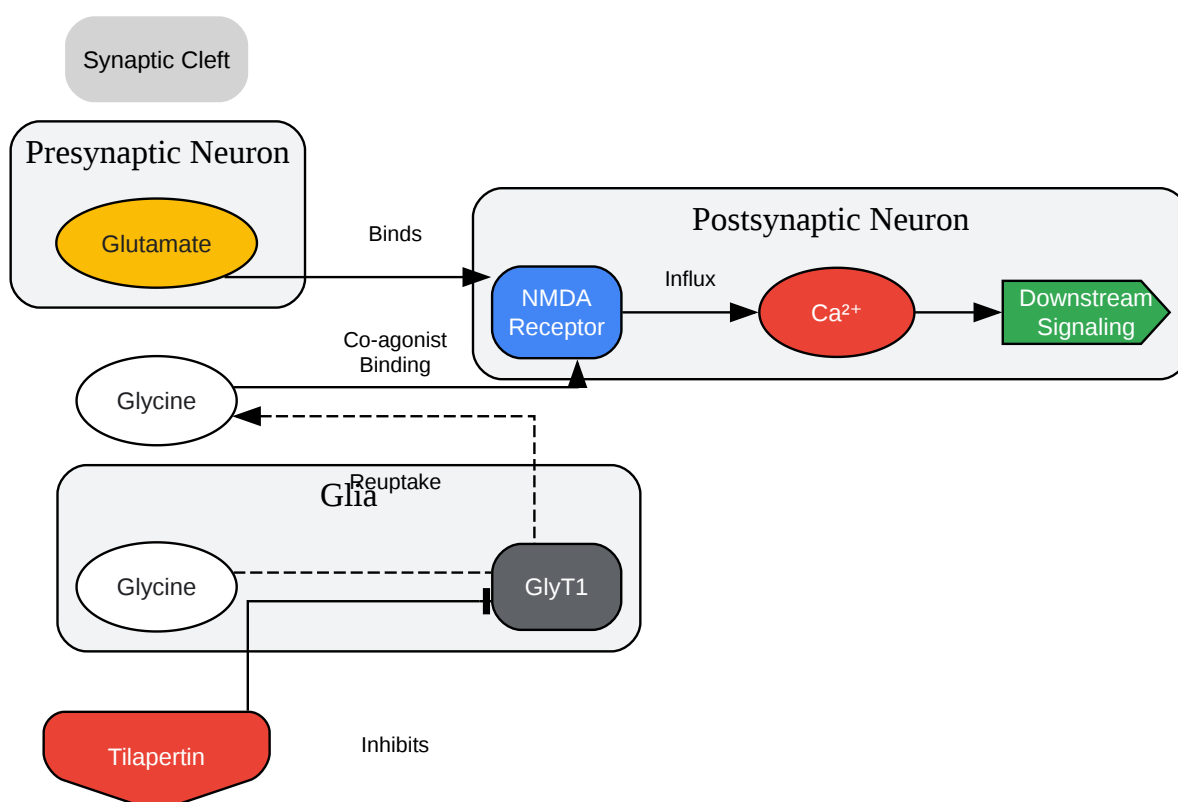 Synaptic Cleft
Presynaptic Neuron
Glutamate
Binds
Postsynaptic Neuron
NMDA
Receptor
Influx
Ca²⁺
Downstream
Signaling
Co-agonist
Binding
Glycine
Reuptake
Glia
Glycine
GlyT1
Tilapertin
Inhibits